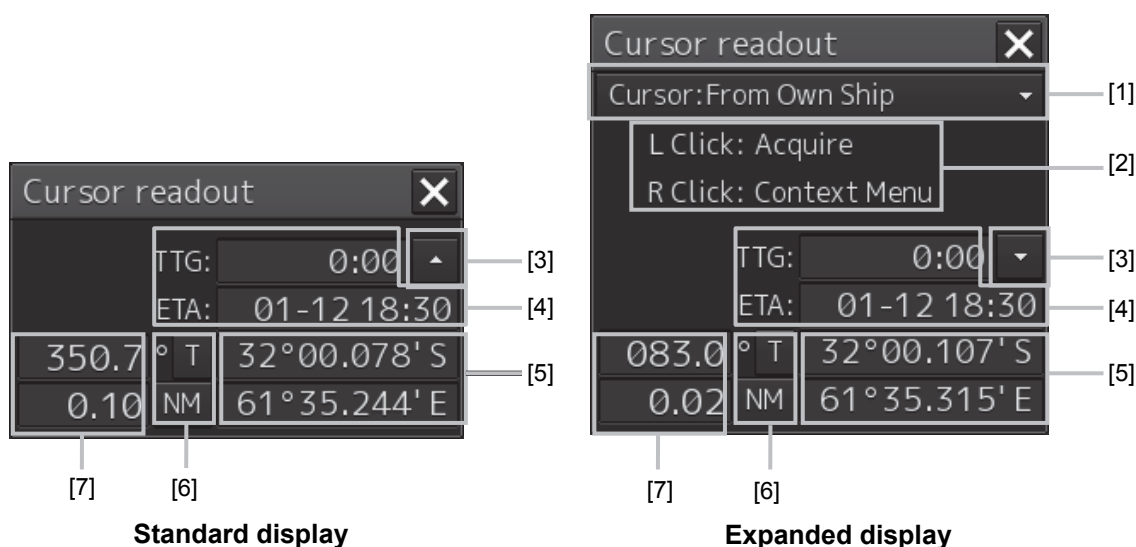 Cursor readout
TTG: 0:00 [3]
ETA: 01-12 18:30 [4]
350.7 ° T 32°00.078' S
0.10 NM 61°35.244' E [5]
[7] [6]
Standard display
Cursor readout
Cursor:From Own Ship [1]
L Click: Acquire
R Click: Context Menu [2]
TTG: 0:00 [3]
ETA: 01-12 18:30 [4]
083.0 ° T 32°00.107' S
0.02 NM 61°35.315' E [5]
[7] [6]
Expanded display